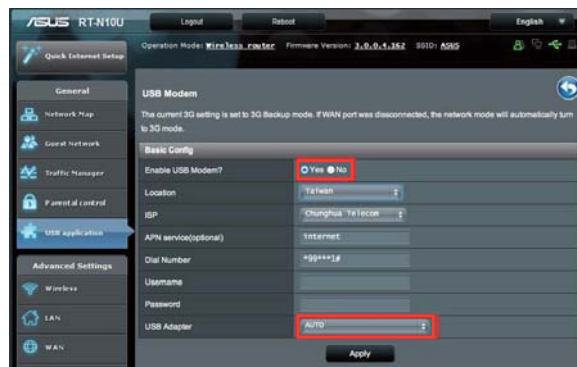 ASUS RT-N10U
Logout Reboot English
Quick Internet Setup
Operation Mode: Wireless router Firmware Version: 3.0.0.4.162 SSID: ASUS
General
Network Map
Guest Network
Traffic Manager
Parental control
USB application
Advanced Settings
Wireless
LAN
WAN
USB Modem
The current 3G setting is set to 3G Backup mode. If WAN port was disconnected, the network mode will automatically turn
to 3G mode.
Basic Config
Enable USB Modem? Yes No
Location Taiwan
ISP Chunghua Telecom
APN service(optional) internet
Dial Number *99***1#
Username
Password
USB Adapter AUTO
Apply